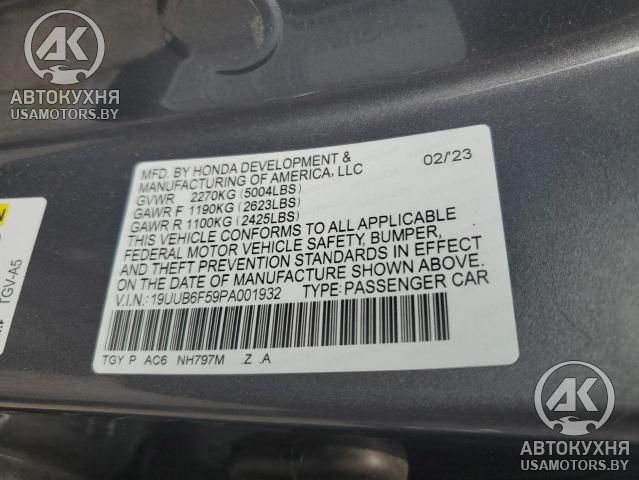 AK
АВТОКУХНЯ
USAMOTORS.BY
MFD. BY HONDA DEVELOPMENT &
MANUFACTURING OF AMERICA, LLC 02/'23
GVWR 2270KG (5004LBS)
GAWR F 1190KG (2623LBS)
GAWR R 1100KG (2425LBS)
THIS VEHICLE CONFORMS TO ALL APPLICABLE
FEDERAL MOTOR VEHICLE SAFETY, BUMPER,
AND THEFT PREVENTION STANDARDS IN EFFECT
ON THE DATE OF MANUFACTURE SHOWN ABOVE.
V.I.N.: 19UUB6F59PA001932 TYPE: PASSENGER CAR
TGY P AC6 NH797M .Z .A
TGV-A5
AK
АВТОКУХНЯ
USAMOTORS.BY